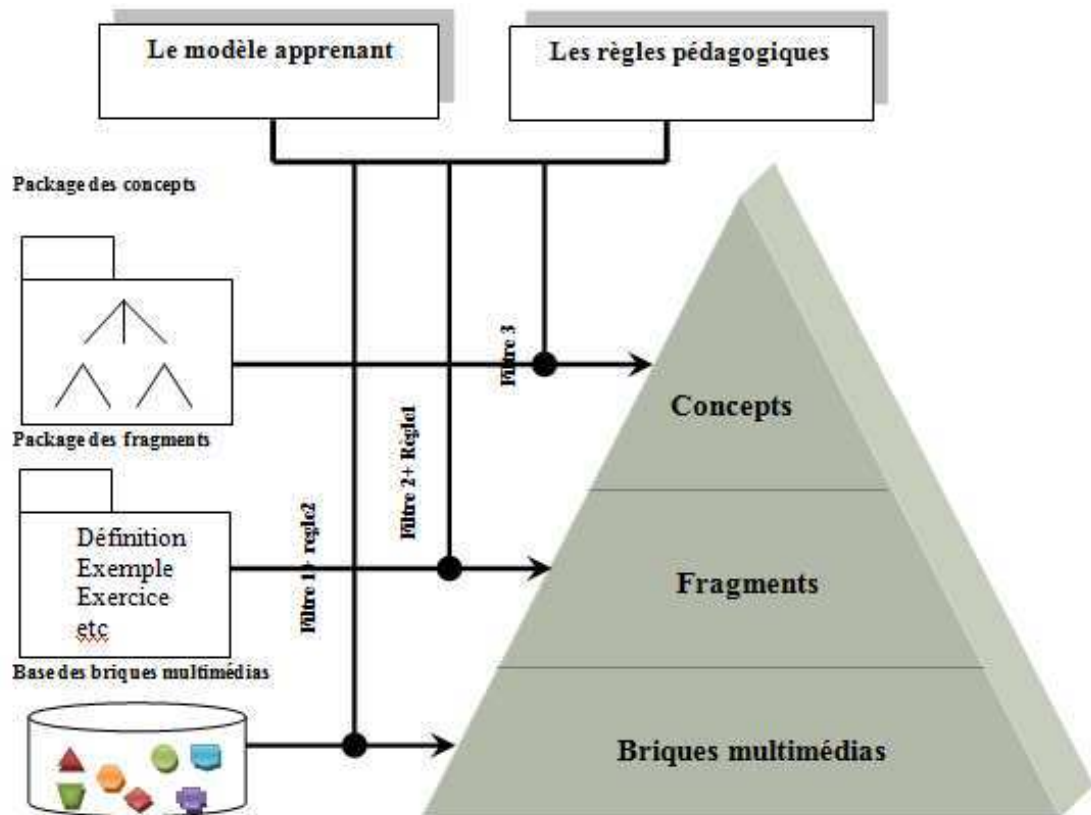 Le modèle apprenant
Les règles pédagogiques
Package des concepts
Filtre 3
Concepts
Package des fragments
Filtre 2+ Règle1
Définition
Exemple
Exercice
etc
Filtre 1+ regle2
Fragments
Base des briques multimédias
Briques multimédias